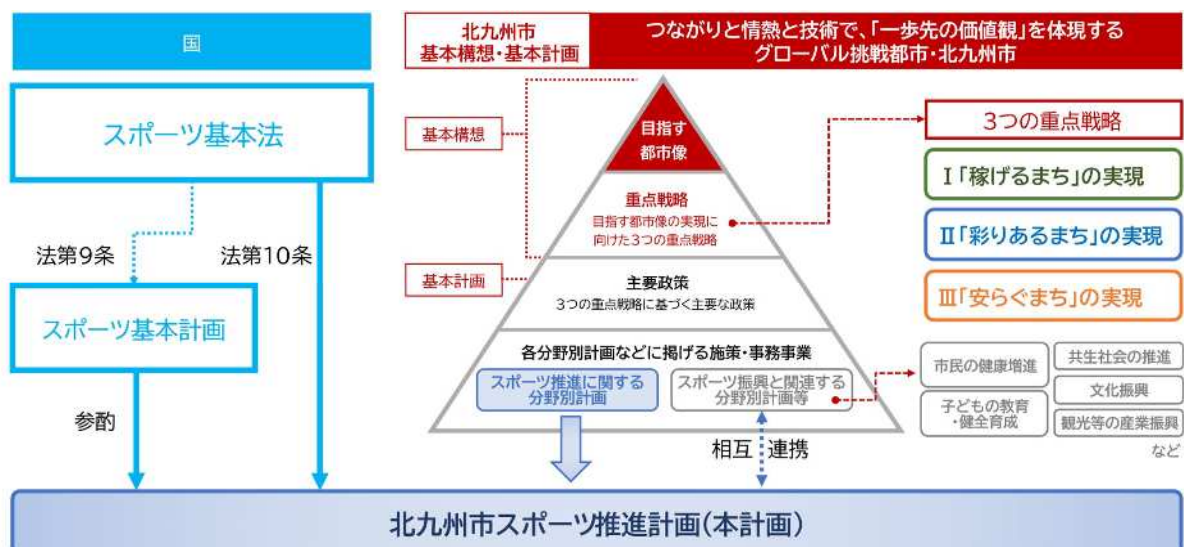 国
スポーツ基本法
法第9条
法第10条
スポーツ基本計画
参酌
北九州市
基本構想・基本計画
つながりと情熱と技術で、「一歩先の価値観」を体現する
グローバル挑戦都市・北九州市
基本構想
基本計画
目指す
都市像
重点戦略
目指す都市像の実現に
向けた3つの重点戦略
主要政策
3つの重点戦略に基づく主要な政策
各分野別計画などに掲げる施策・事務事業
スポーツ推進に関する
分野別計画
スポーツ振興と関連する
分野別計画等
相互 連携
3つの重点戦略
Ⅰ「稼げるまち」の実現
Ⅱ「彩りあるまち」の実現
Ⅲ「安らぐまち」の実現
市民の健康増進
共生社会の推進
子どもの教育
・健全育成
文化振興
観光等の産業振興
など
北九州市スポーツ推進計画(本計画)